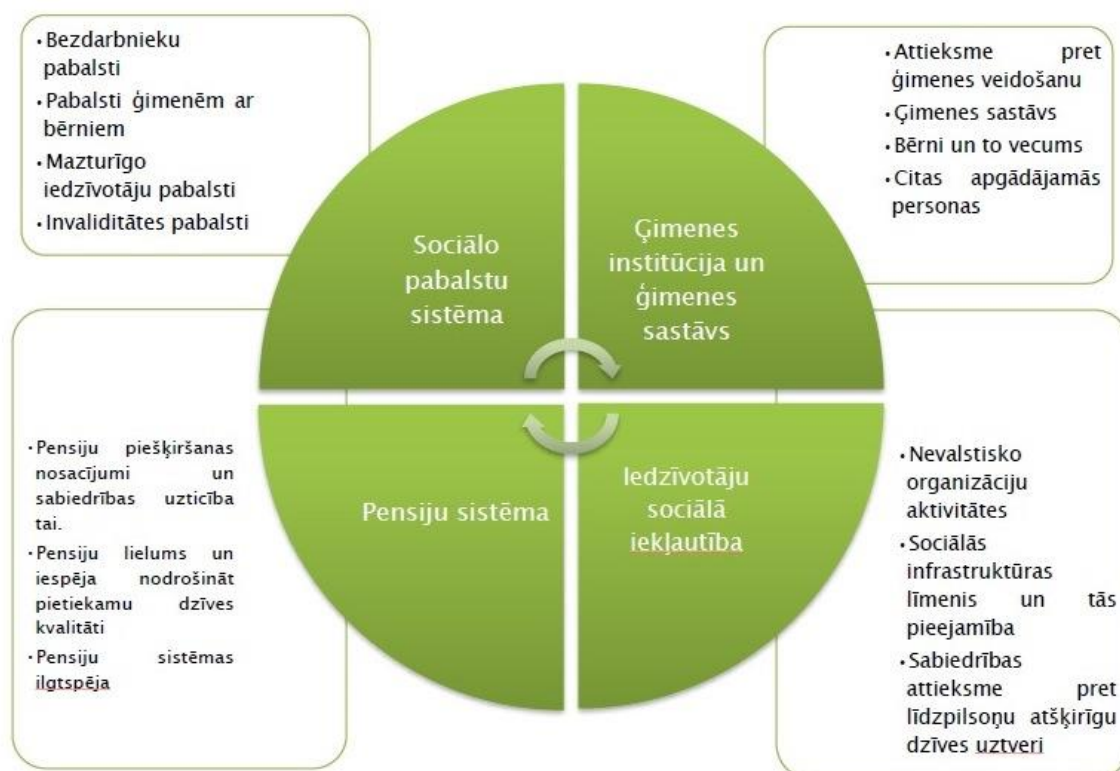 •Bezdarbnieku
pabalsti
•Pabalsti ģimenēm ar
bērniem
•Mazturīgo
iedzīvotāju pabalsti
•Invaliditātes pabalsti
•Attieksme pret
ģimenes veidošanu
•Ģimenes sastāvs
•Bērni un to vecums
•Citas apgādājamās
personas
Sociālo
pabalstu
sistēma
Ģimenes
institūcija un
ģimenes
sastāvs
Pensiju sistēma
Iedzīvotāju
sociālā
iekļautība
•Pensiju piešķiršanas
nosacījumi un
sabiedrības uzticība
tai.
•Pensiju lielums un
iespēja nodrošināt
pietiekamu dzīves
kvalitāti
•Pensiju sistēmas
ilgtspēja
•Nevalstisko
organizāciju
aktivitātes
•Sociālās
infrastruktūras
līmenis un tās
pieejamība
•Sabiedrības
attieksme pret
līdzpilsoņu atšķirīgu
dzīves uztveri